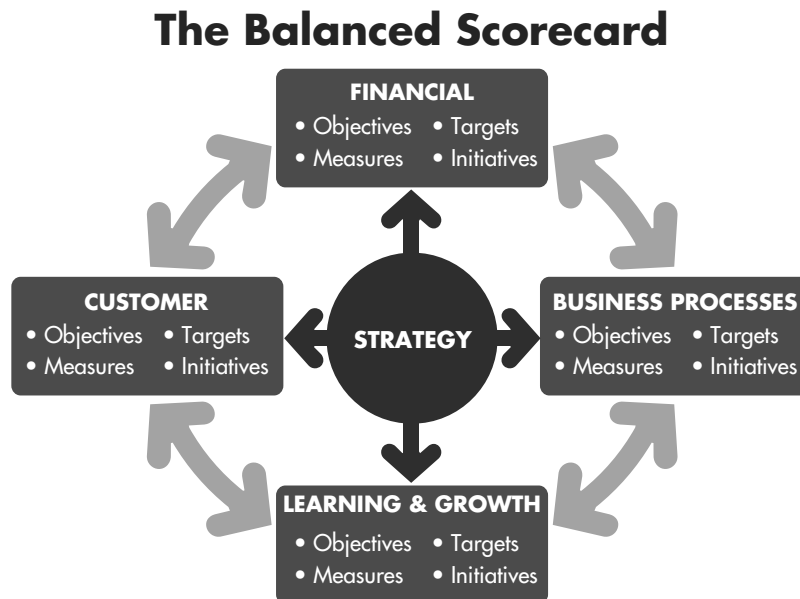 The Balanced Scorecard
FINANCIAL
• Objectives • Targets
• Measures • Initiatives
CUSTOMER
• Objectives • Targets
• Measures • Initiatives
STRATEGY
BUSINESS PROCESSES
• Objectives • Targets
• Measures • Initiatives
LEARNING & GROWTH
• Objectives • Targets
• Measures • Initiatives